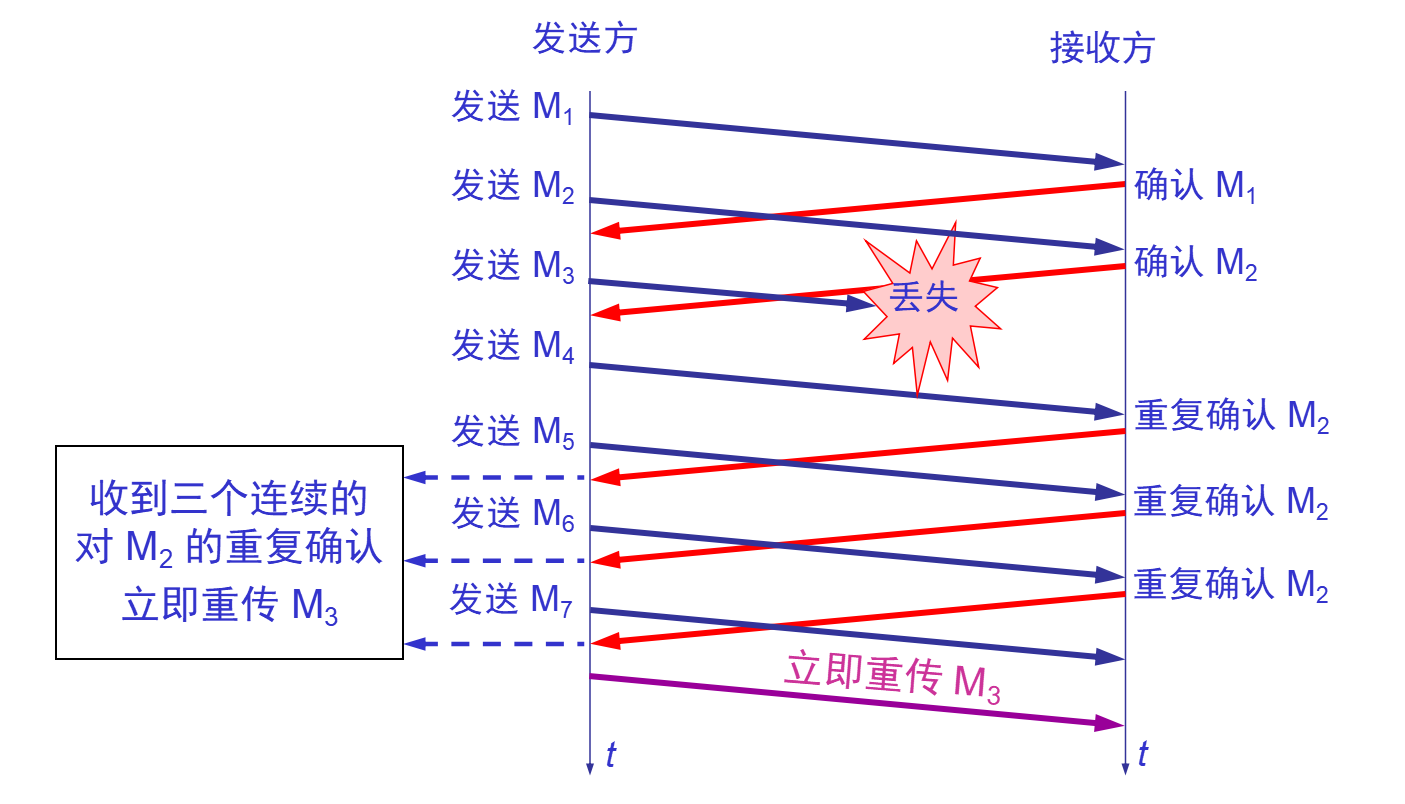 发送方
接收方
发送 M1
发送 M2
确认 M1
发送 M3
确认 M2
丢失
发送 M4
重复确认 M2
发送 M5
收到三个连续的
对 M2 的重复确认
立即重传 M3
重复确认 M2
发送 M6
重复确认 M2
发送 M7
立即重传 M3
t
t